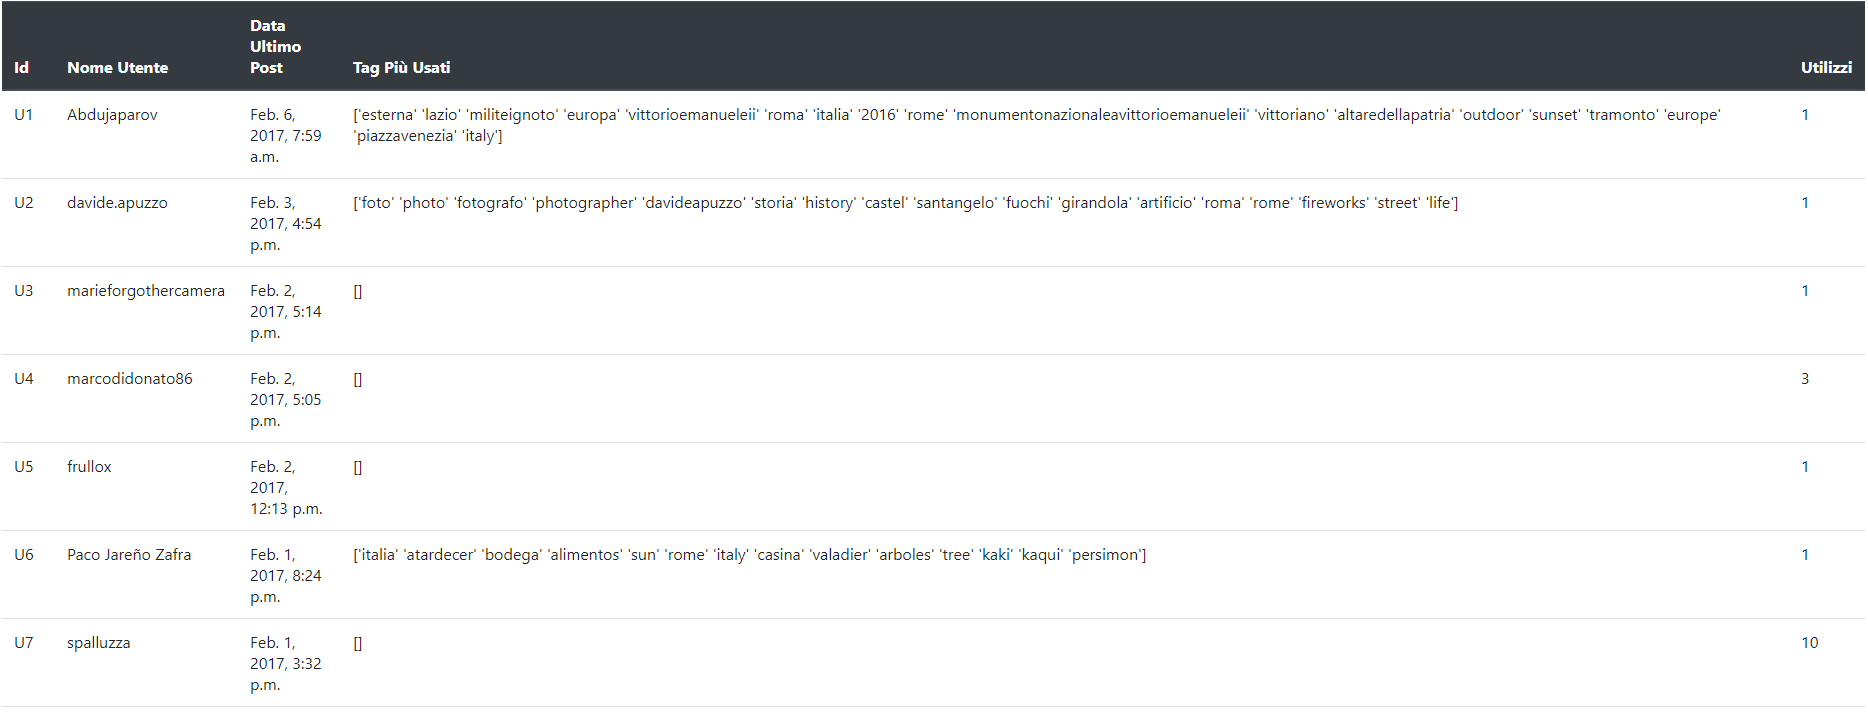 Id Nome Utente Data Ultimo Post Tag Più Usati Utilizzi
U1 Abdujaparov Feb. 6, 2017, 7:59 a.m. ['esterna' 'lazio' 'militeignoto' 'europa' 'vittorioemanueleii' 'roma' 'italia' '2016' 'rome' 'monumentonazionaleavittorioemanueleii' 'vittoriano' 'altaredellapatria' 'outdoor' 'sunset' 'tramonto' 'europe' 'piazzavenezia' 'italy'] 1
U2 davide.apuzzo Feb. 3, 2017, 4:54 p.m. ['foto' 'photo' 'fotografo' 'photographer' 'davideapuzzo' 'storia' 'history' 'castel' 'santangelo' 'fuochi' 'girandola' 'artificio' 'roma' 'rome' 'fireworks' 'street' 'life'] 1
U3 marieforgothercamera Feb. 2, 2017, 5:14 p.m. [] 1
U4 marcodidonato86 Feb. 2, 2017, 5:05 p.m. [] 3
U5 frullox Feb. 2, 2017, 12:13 p.m. [] 1
U6 Paco Jareño Zafra Feb. 1, 2017, 8:24 p.m. ['italia' 'atardecer' 'bodega' 'alimentos' 'sun' 'rome' 'italy' 'casina' 'valadier' 'arboles' 'tree' 'kaki' 'kaqui' 'persimon'] 1
U7 spalluzza Feb. 1, 2017, 3:32 p.m. [] 10